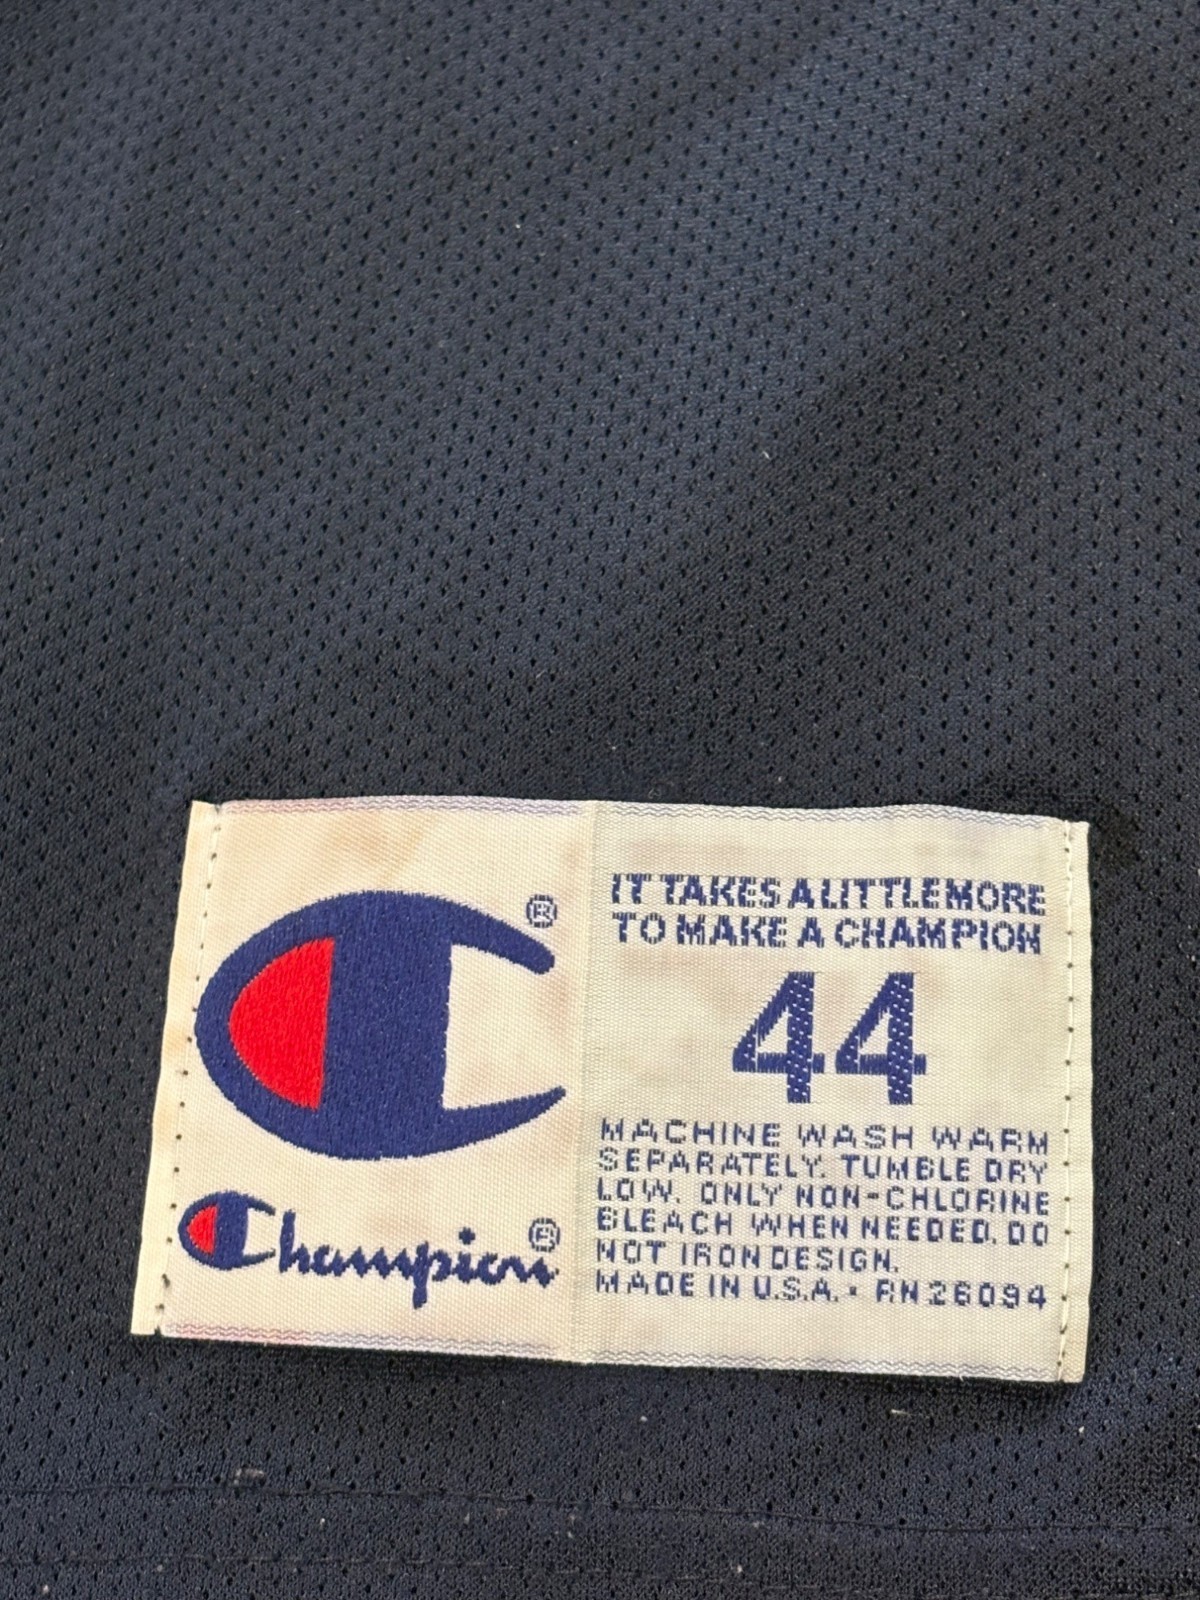 ®
Champion®
IT TAKES A LITTLE MORE
TO MAKE A CHAMPION
44
MACHINE WASH WARM
SEPARATELY. TUMBLE DRY
LOW. ONLY NON-CHLORINE
BLEACH WHEN NEEDED. DO
NOT IRON DESIGN.
MADE IN U.S.A. • RN 26094